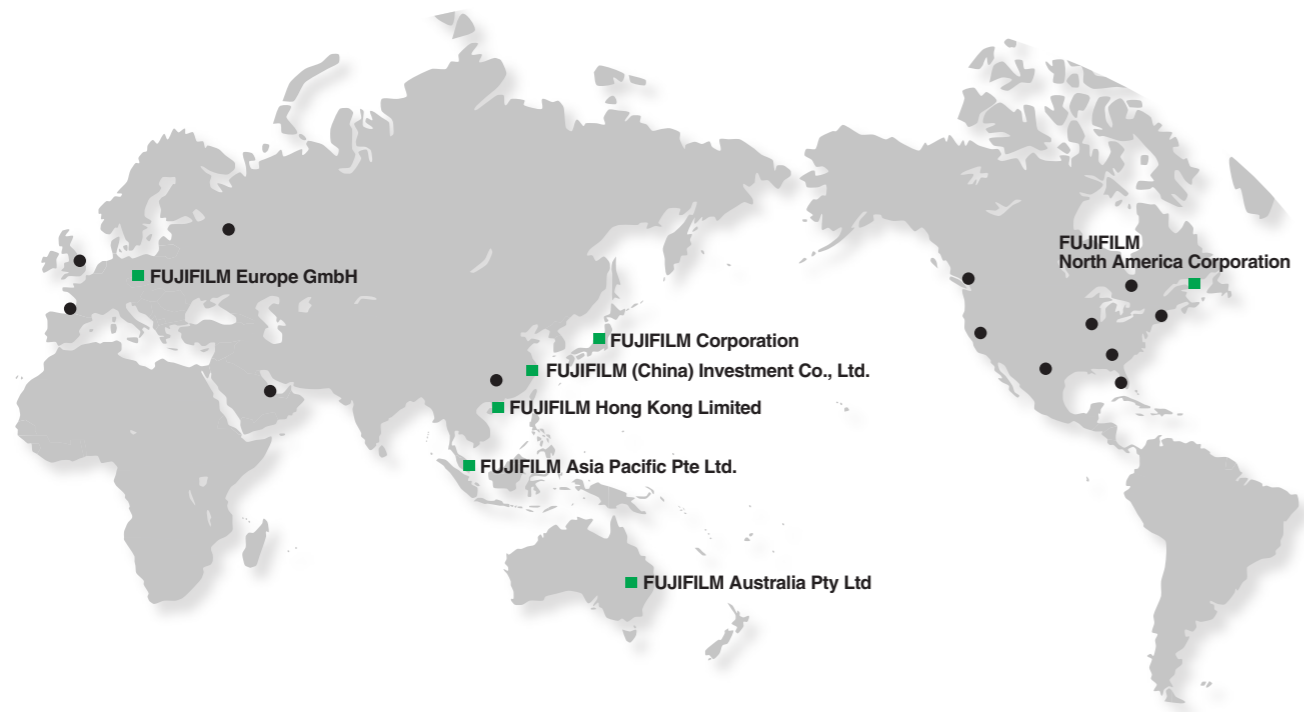 FUJIFILM
North America Corporation
FUJIFILM Europe GmbH
FUJIFILM Corporation
FUJIFILM (China) Investment Co., Ltd.
FUJIFILM Hong Kong Limited
FUJIFILM Asia Pacific Pte Ltd.
FUJIFILM Australia Pty Ltd